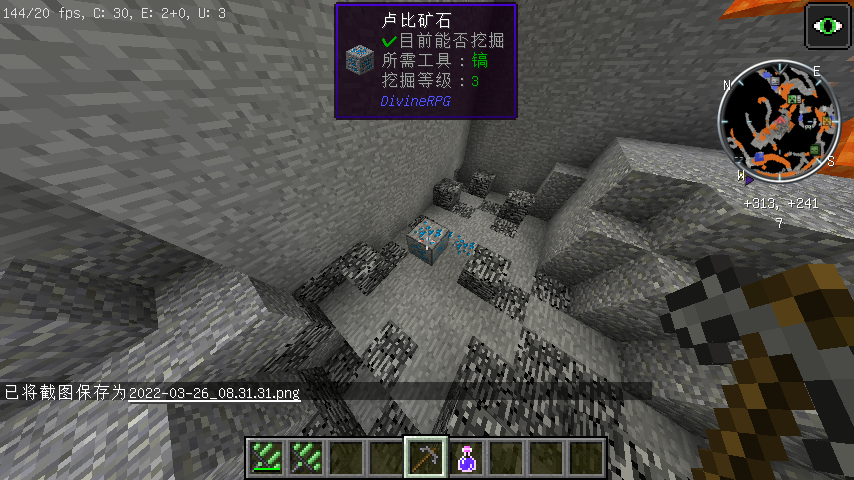 144/20 fps, C: 30, E: 2+0, U: 3
卢比矿石
✔目前能否挖掘
所需工具：镐
挖掘等级：3
DivineRPG
N
E
S
W
+313, +241
7
已将截图保存为2022-03-26_08.31.31.png